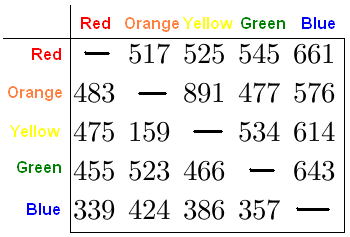 Red Orange Yellow Green Blue
Red — 517 525 545 661
Orange 483 — 891 477 576
Yellow 475 159 — 534 614
Green 455 523 466 — 643
Blue 339 424 386 357 —